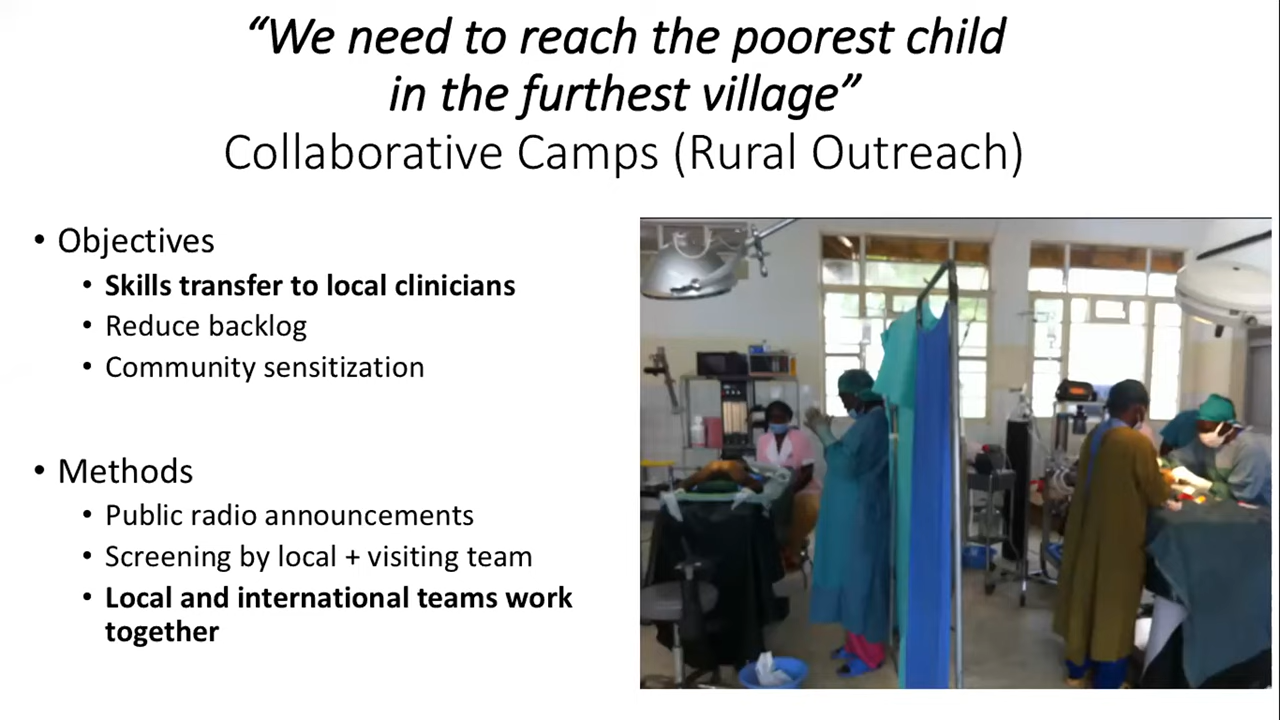 “We need to reach the poorest child
in the furthest village”
Collaborative Camps (Rural Outreach)
• Objectives
• Skills transfer to local clinicians
• Reduce backlog
• Community sensitization
• Methods
• Public radio announcements
• Screening by local + visiting team
• Local and international teams work
together